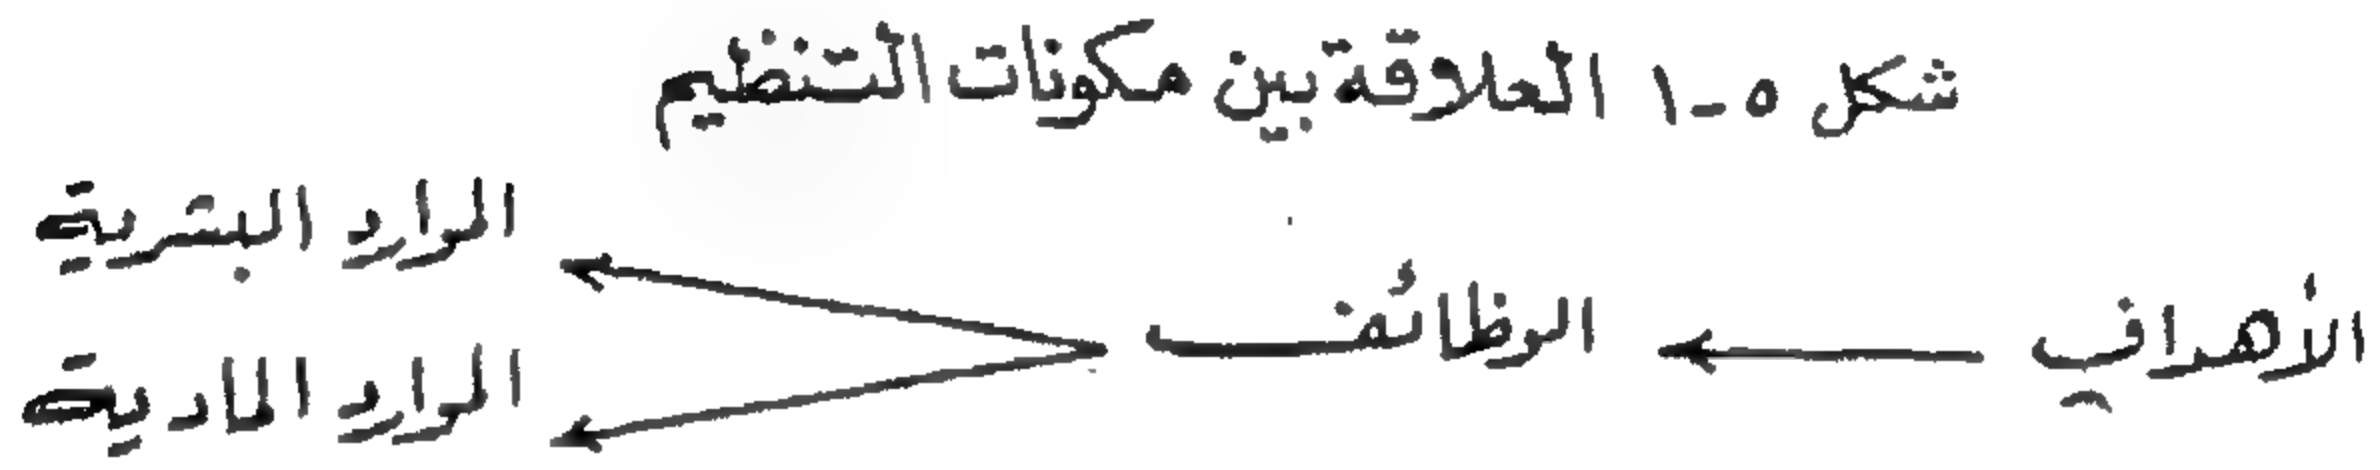 شكل ٥-١ العلاقة بين مكونات التنظيم
الموارد البشرية
الأهداف
الوظائف
الموارد المادية